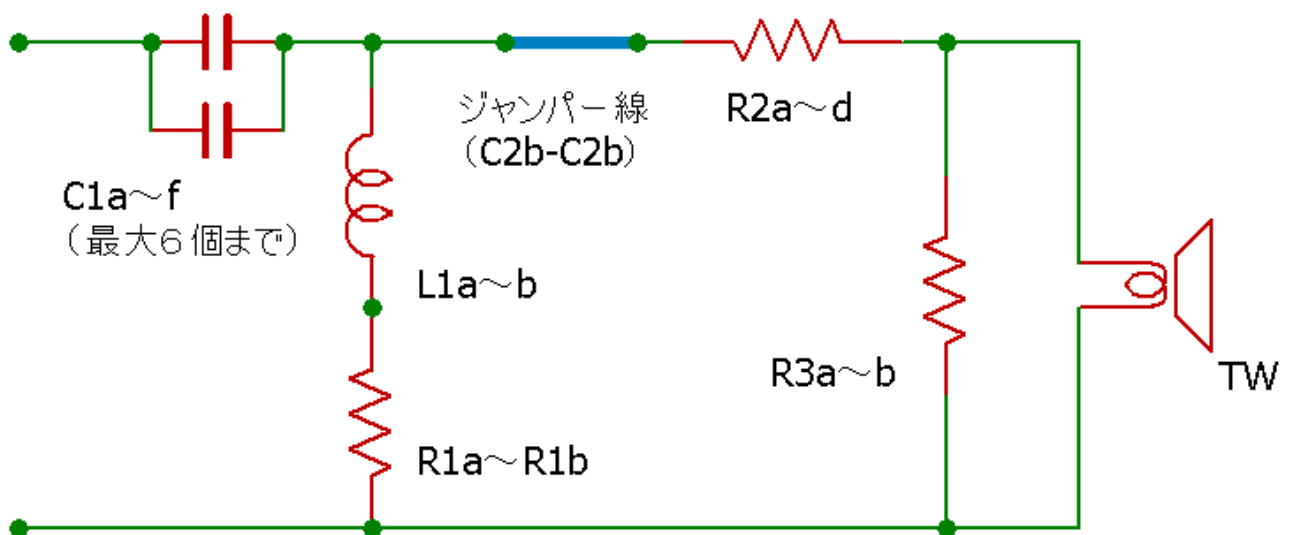 C1a～f
（最大６個まで）
ジャンパー線
（C2b-C2b）
R2a～d
L1a～b
R1a～R1b
R3a～b
TW